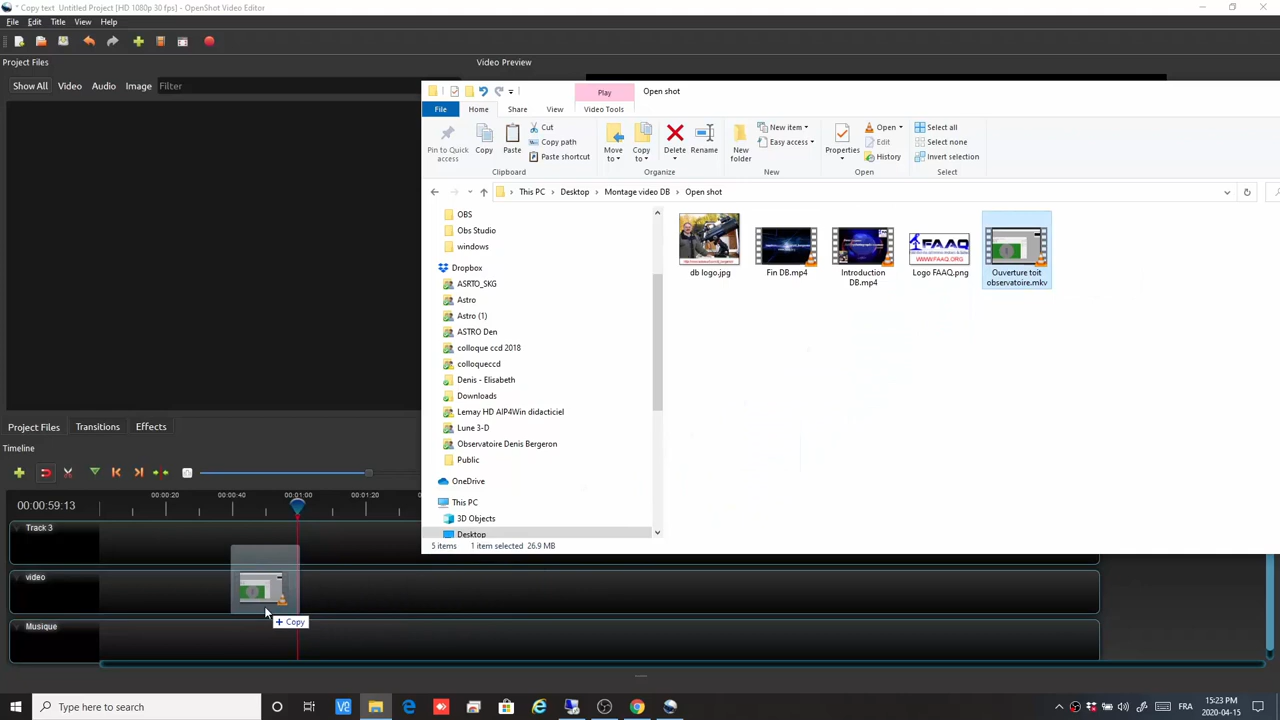 * Copy text  Untitled Project [HD 1080p 30 fps] - OpenShot Video Editor
File Edit Title View Help
Project Files
Video Preview
Show All Video Audio Image Filter
Play
Open shot
File Home Share View Video Tools
Pin to Quick access
Copy
Paste
Cut
Copy path
Paste shortcut
Clipboard
Move to
Copy to
Delete
Rename
Organize
New folder
New item
Easy access
New
Properties
Open
Edit
History
Open
Select all
Select none
Invert selection
Select
This PC > Desktop > Montage video DB > Open shot
OBS
Obs Studio
windows
Dropbox
ASRTO_SKG
Astro
Astro (1)
ASTRO Den
colloque ccd 2018
colloqueccd
Denis - Elisabeth
Downloads
Lemay HD AIP4Win didacticiel
Lune 3-D
Observatoire Denis Bergeron
Public
OneDrive
This PC
3D Objects
Desktop
db logo.jpg
Fin DB.mp4
Introduction DB.mp4
FAAQ
WWW.FAAQ.ORG
Logo FAAQ.png
Ouverture toit observatoire.mkv
5 items 1 item selected 26.9 MB
Project Files Transitions Effects
Timeline
00:00:59:13
00:00:20 00:00:40 00:01:00 00:01:20
Track 3
video
Musique
+ Copy
Type here to search
FRA
15:23 PM
2020-04-15